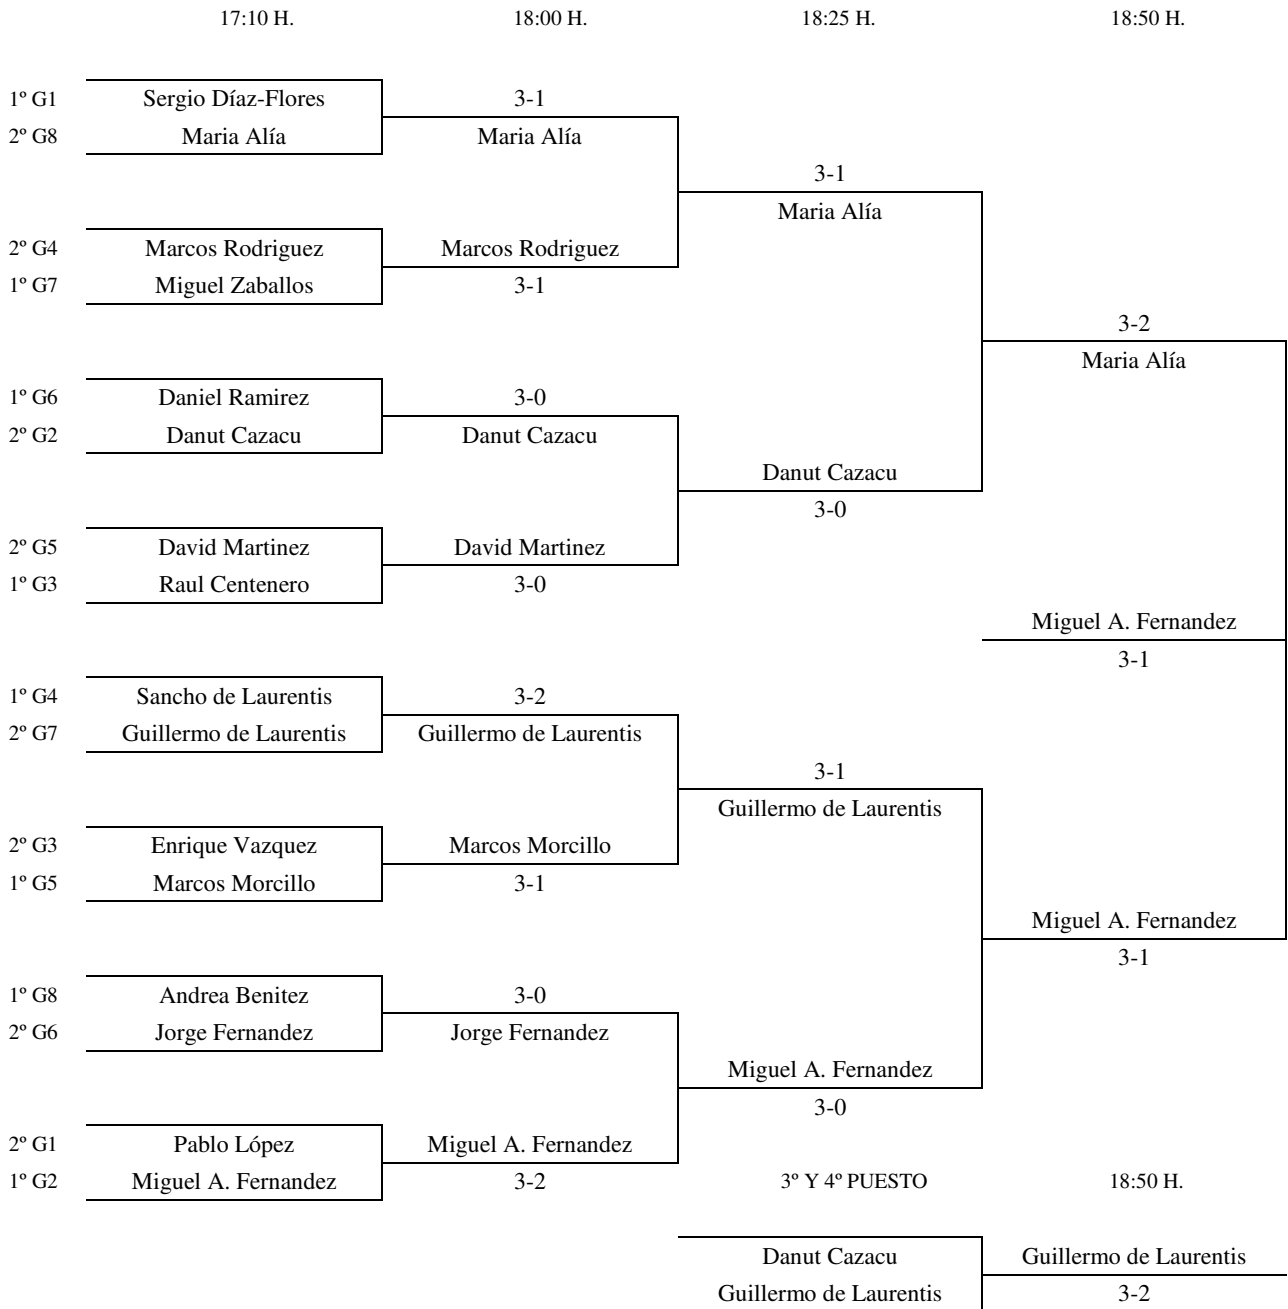 17:10 H. 18:00 H. 18:25 H. 18:50 H.
1º G1 Sergio Díaz-Flores 3-1
2º G8 Maria Alía Maria Alía
3-1
Maria Alía
2º G4 Marcos Rodriguez Marcos Rodriguez
1º G7 Miguel Zaballos 3-1
3-2
Maria Alía
1º G6 Daniel Ramirez 3-0
2º G2 Danut Cazacu Danut Cazacu
Danut Cazacu
3-0
2º G5 David Martinez David Martinez
1º G3 Raul Centenero 3-0
Miguel A. Fernandez
3-1
1º G4 Sancho de Laurentis 3-2
2º G7 Guillermo de Laurentis Guillermo de Laurentis
3-1
Guillermo de Laurentis
2º G3 Enrique Vazquez Marcos Morcillo
1º G5 Marcos Morcillo 3-1
Miguel A. Fernandez
3-1
1º G8 Andrea Benitez 3-0
2º G6 Jorge Fernandez Jorge Fernandez
Miguel A. Fernandez
3-0
2º G1 Pablo López Miguel A. Fernandez
1º G2 Miguel A. Fernandez 3-2 3º Y 4º PUESTO 18:50 H.
Danut Cazacu Guillermo de Laurentis
Guillermo de Laurentis 3-2